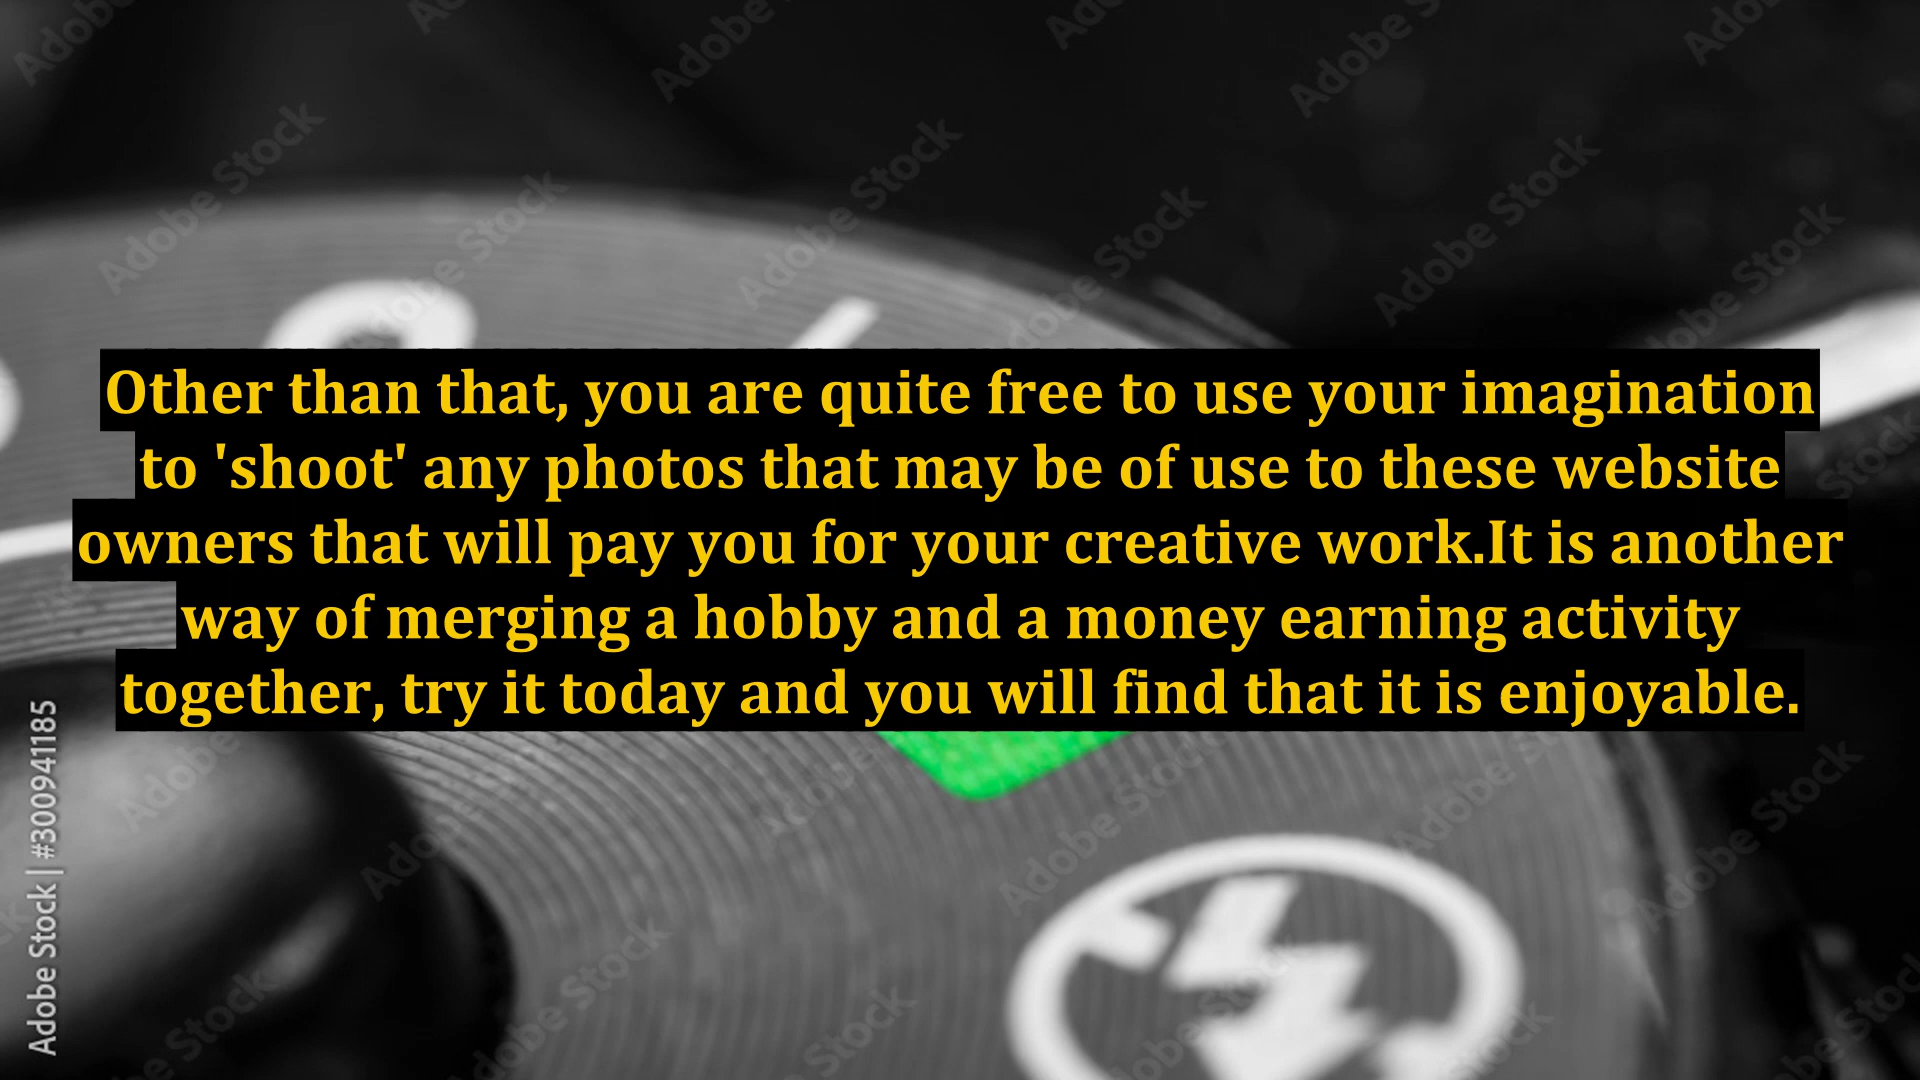 Other than that, you are quite free to use your imagination
to 'shoot' any photos that may be of use to these website
owners that will pay you for your creative work.It is another
way of merging a hobby and a money earning activity
together, try it today and you will find that it is enjoyable.
Adobe Stock | #300941185